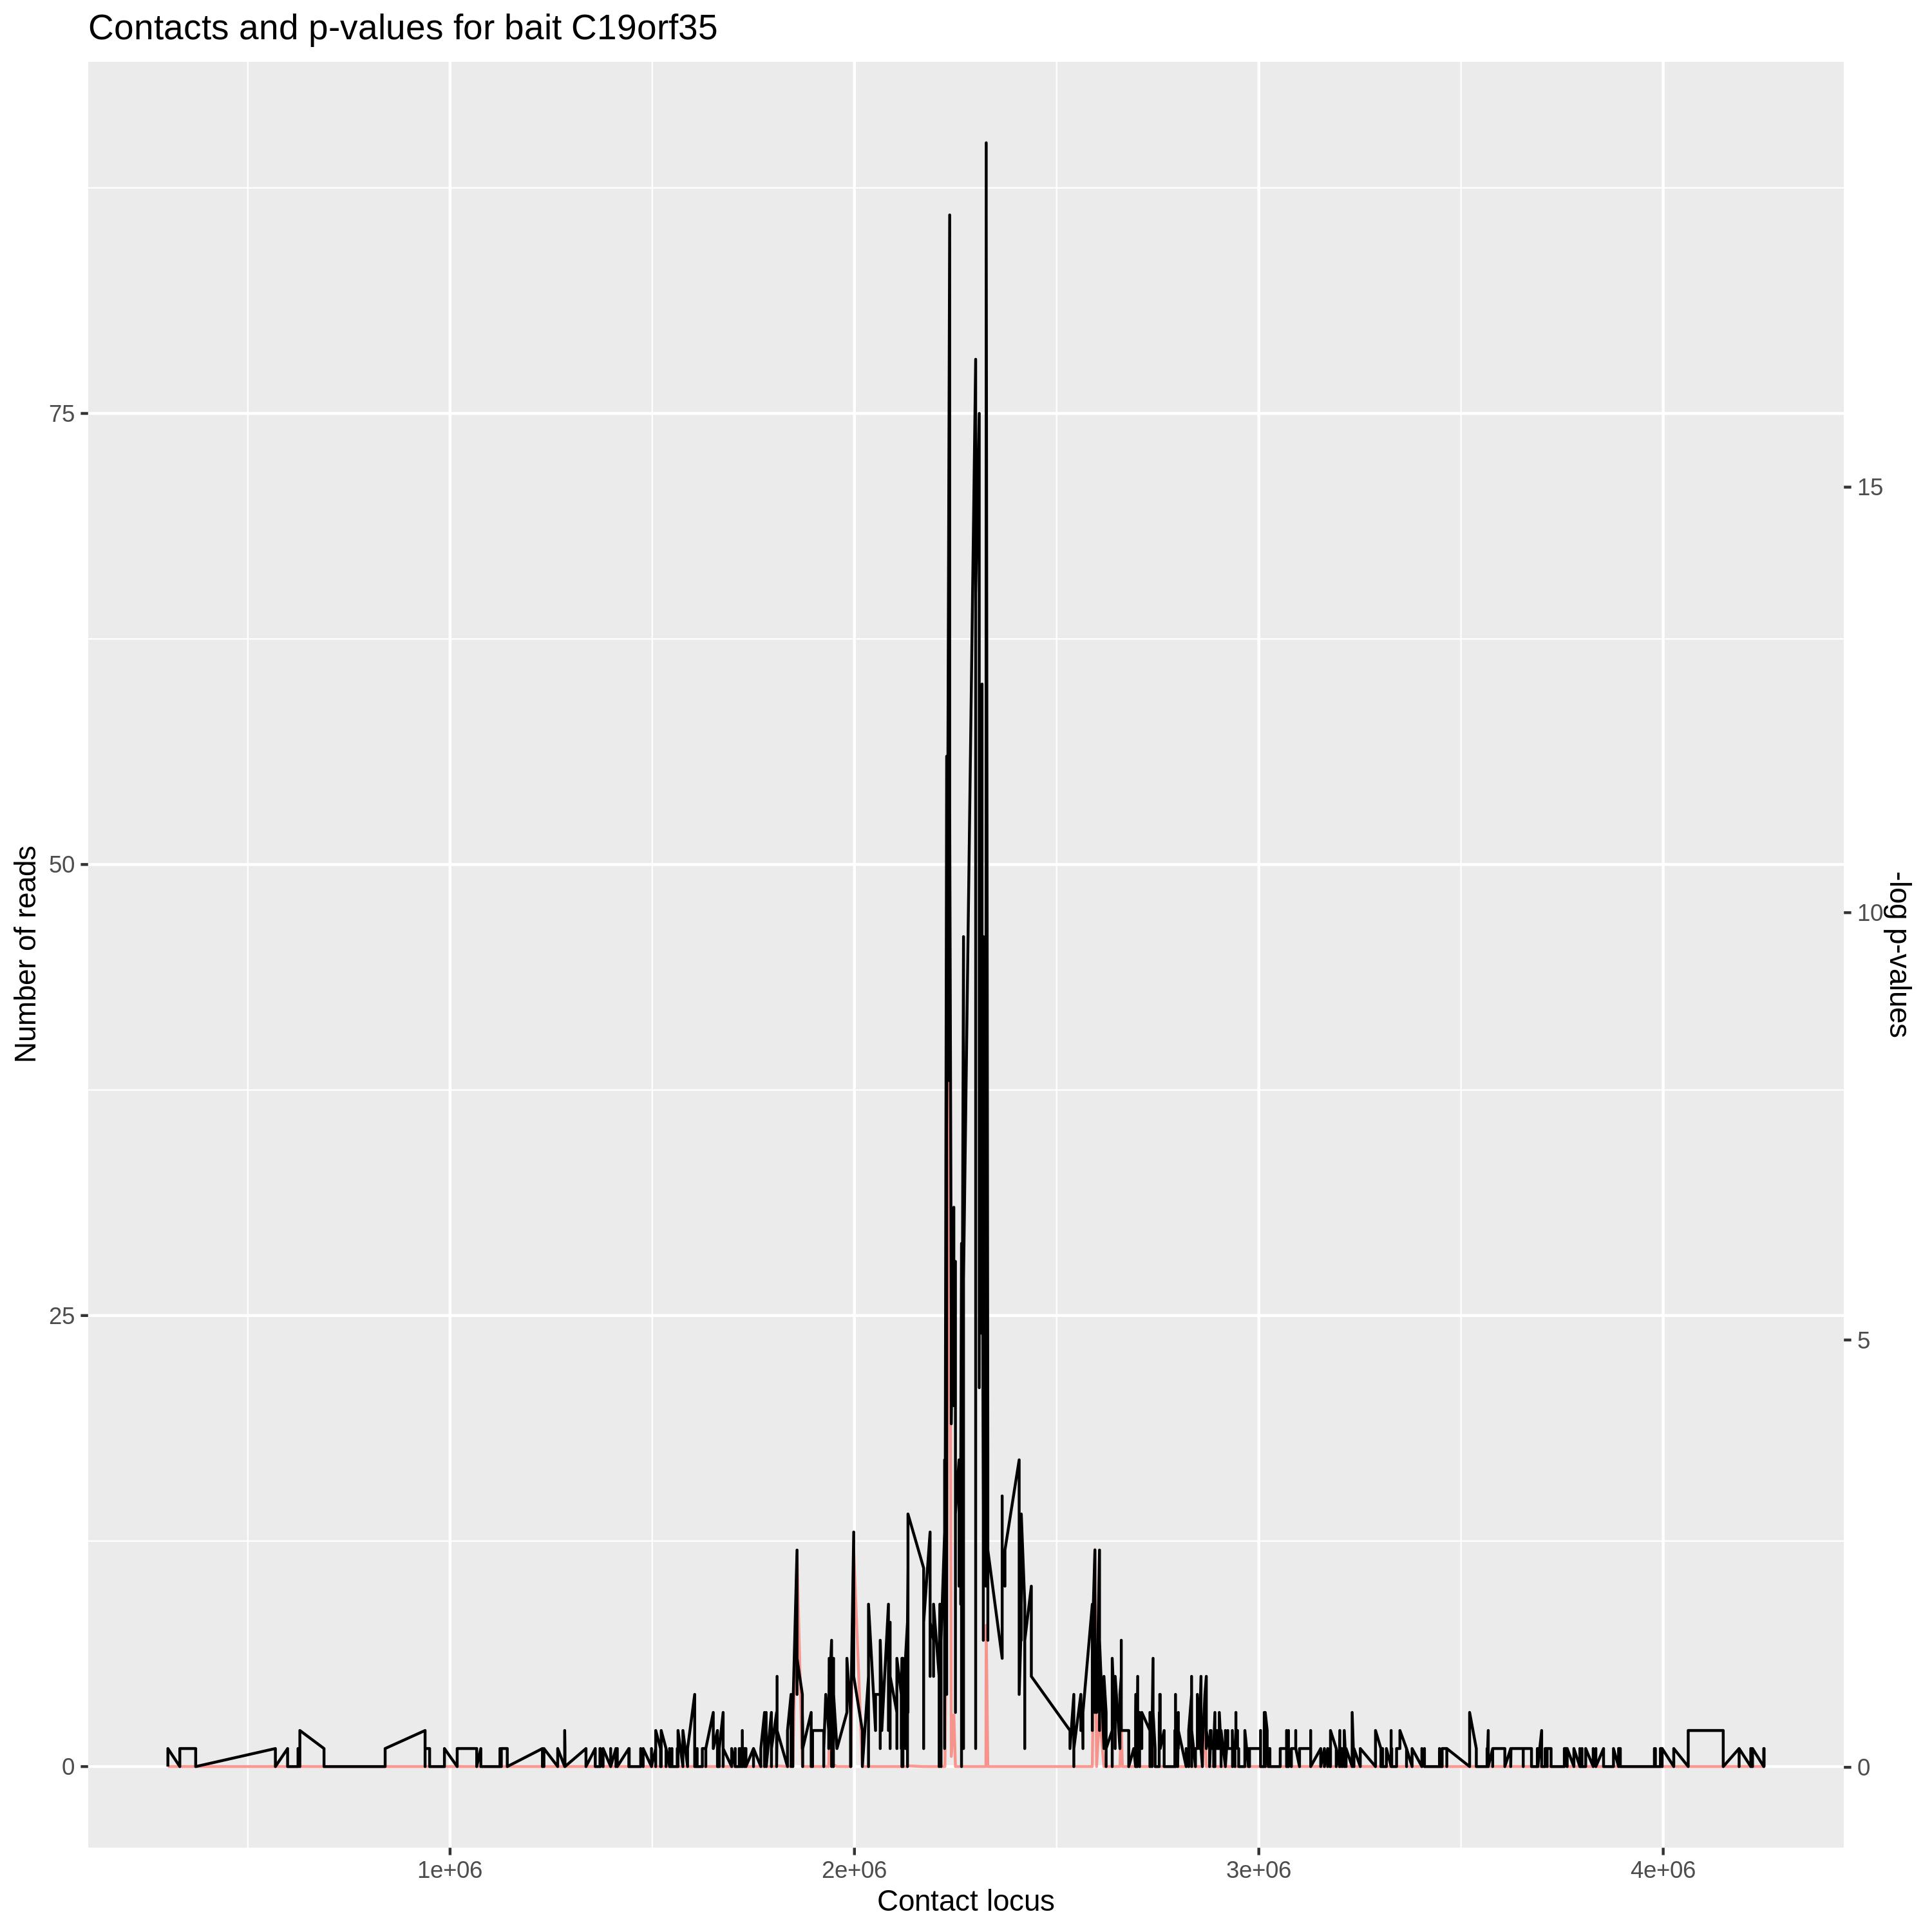 Contacts and p-values for bait C19orf35
75
50
25
0
15
10
5
0
Number of reads
-log p-values
1e+06
2e+06
3e+06
4e+06
Contact locus